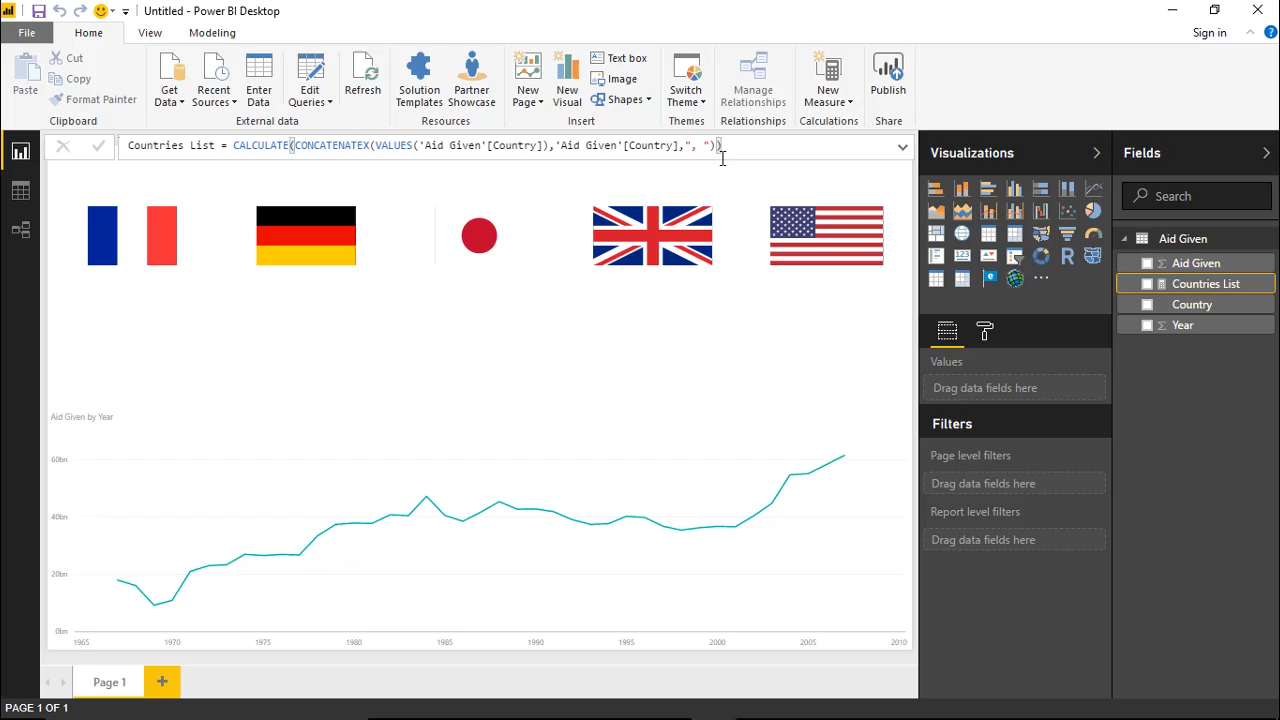 Untitled - Power BI Desktop
File Home View Modeling Sign in
Paste
Cut
Copy
Format Painter
Clipboard
Get Data
Recent Sources
Enter Data
External data
Edit Queries
Refresh
Solution Templates
Partner Showcase
Resources
New Page
New Visual
Text box
Image
Shapes
Insert
Switch Theme
Themes
Manage Relationships
Relationships
New Measure
Calculations
Publish
Share
Countries List = CALCULATE(CONCATENATEX(VALUES('Aid Given'[Country]),'Aid Given'[Country],", "))
Aid Given by Year
60bn
40bn
20bn
0bn
1965 1970 1975 1980 1985 1990 1995 2000 2005 2010
Visualizations
R
123
Values
Drag data fields here
Filters
Page level filters
Drag data fields here
Report level filters
Drag data fields here
Fields
Search
Aid Given
Σ Aid Given
Countries List
Country
Σ Year
Page 1
PAGE 1 OF 1